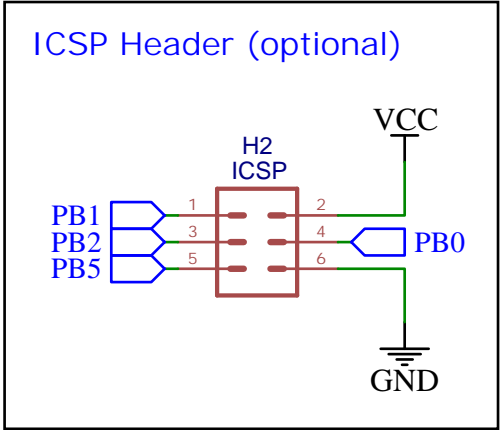 ICSP Header (optional)
VCC
H2
ICSP
PB1 1 2
PB2 3 4 PB0
PB5 5 6
GND